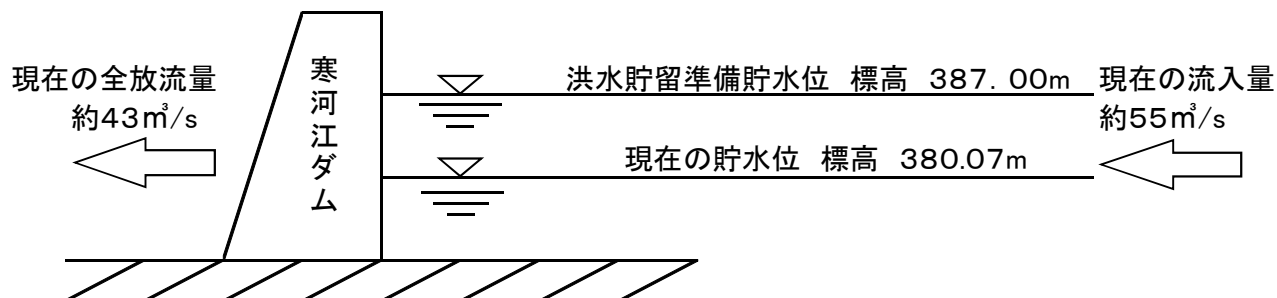 現在の全放流量
約43㎥/s
寒河江ダム
洪水貯留準備貯水位 標高 387．00m
現在の貯水位 標高 380.07m
現在の流入量
約55㎥/s